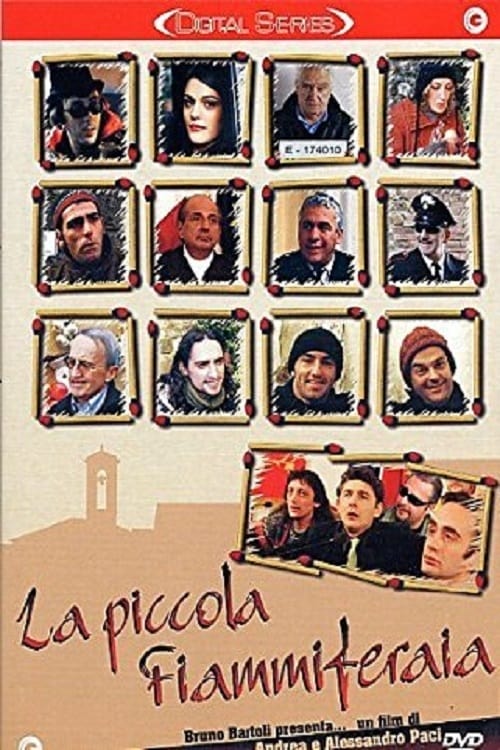 DIGITAL SERIES
E - 174010
La piccola
Fiammiferaia
Bruno Bartoli presenta... un film di
Andrea e Alessandro Paci
DVD